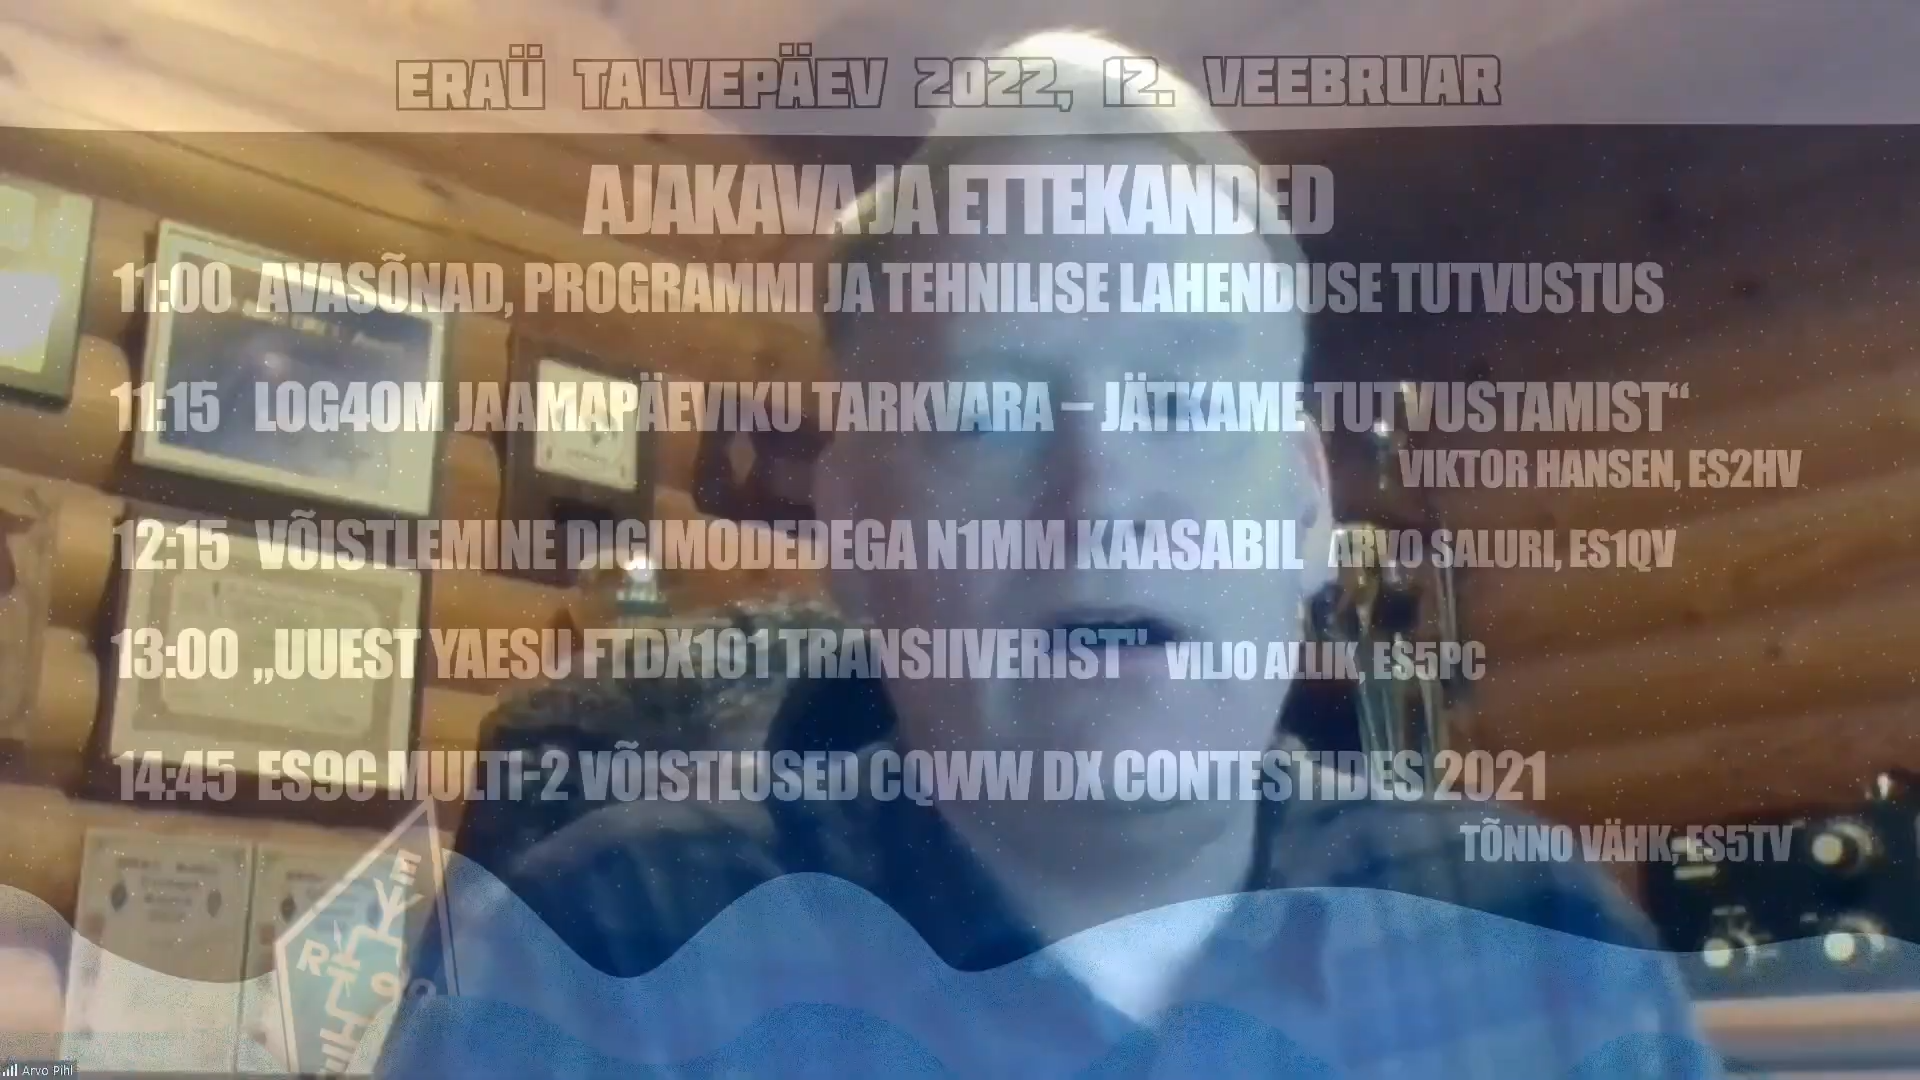 ERAÜ TALVEPÄEV 2022, 12. VEEBRUAR
AJAKAVA JA ETTEKANDED
11:00 AVASÕNAD, PROGRAMMI JA TEHNILISE LAHENDUSE TUTVUSTUS
11:15 LOG4OM JAAMAPÄEVIKU TARKVARA – JÄTKAME TUTVUSTAMIST“
VIKTOR HANSEN, ES2HV
12:15 VÕISTLEMINE DIGIMODEDEGA N1MM KAASABIL ARVO SALURI, ES1QV
13:00 „UUEST YAESU FTDX101 TRANSIIVERIST" VILJO ALLIK, ES5PC
14:45 ES9C MULTI-2 VÕISTLUSED CQWW DX CONTESTIDES 2021
TÕNNO VÄHK, ES5TV
Arvo Pihl